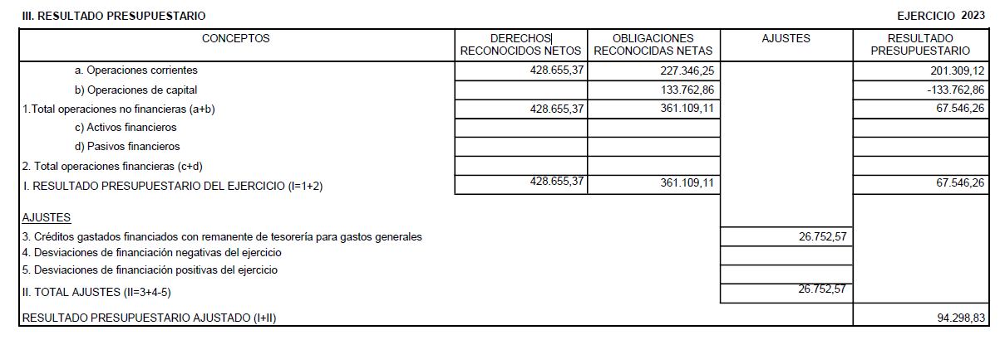 III. RESULTADO PRESUPUESTARIO EJERCICIO 2023
CONCEPTOS DERECHOS RECONOCIDOS NETOS OBLIGACIONES RECONOCIDAS NETAS AJUSTES RESULTADO PRESUPUESTARIO
a. Operaciones corrientes 428.655,37 227.346,25 201.309,12
b) Operaciones de capital 133.762,86 -133.762,86
1.Total operaciones no financieras (a+b) 428.655,37 361.109,11 67.546,26
c) Activos financieros
d) Pasivos financieros
2. Total operaciones financieras (c+d)
I. RESULTADO PRESUPUESTARIO DEL EJERCICIO (I=1+2) 428.655,37 361.109,11 67.546,26
AJUSTES
3. Créditos gastados financiados con remanente de tesorería para gastos generales 26.752,57
4. Desviaciones de financiación negativas del ejercicio
5. Desviaciones de financiación positivas del ejercicio
II. TOTAL AJUSTES (II=3+4-5) 26.752,57
RESULTADO PRESUPUESTARIO AJUSTADO (I+II) 94.298,83